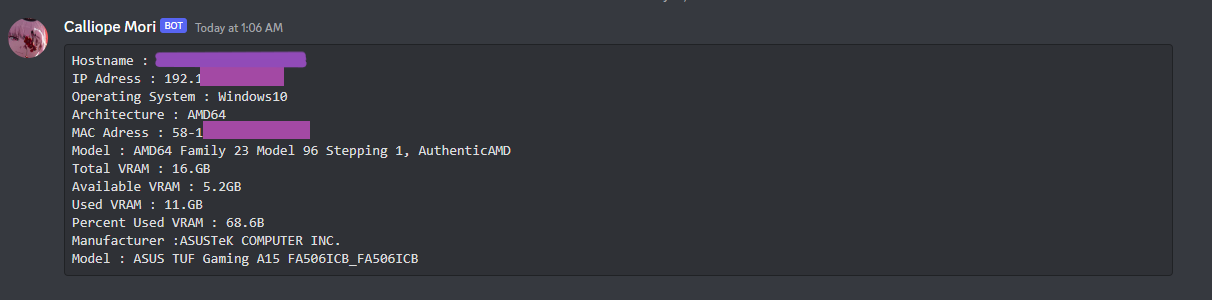 Calliope Mori BOT Today at 1:06 AM
Hostname :
IP Adress : 192.1
Operating System : Windows10
Architecture : AMD64
MAC Adress : 58-1
Model : AMD64 Family 23 Model 96 Stepping 1, AuthenticAMD
Total VRAM : 16.GB
Available VRAM : 5.2GB
Used VRAM : 11.GB
Percent Used VRAM : 68.6B
Manufacturer :ASUSTeK COMPUTER INC.
Model : ASUS TUF Gaming A15 FA506ICB_FA506ICB